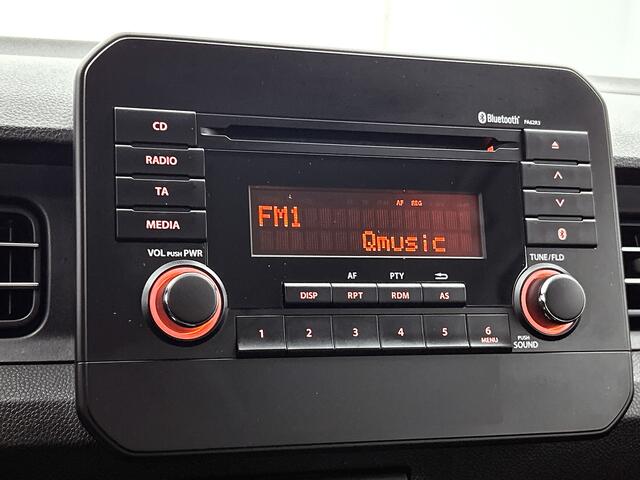 Bluetooth® PA62R3
CD
RADIO
TA
MEDIA
AF REG
FM1
Qmusic
VOL PUSH PWR
TUNE/FLD
AF PTY
DISP RPT RDM AS
1 2 3 4 5 6
MENU
PUSH
SOUND